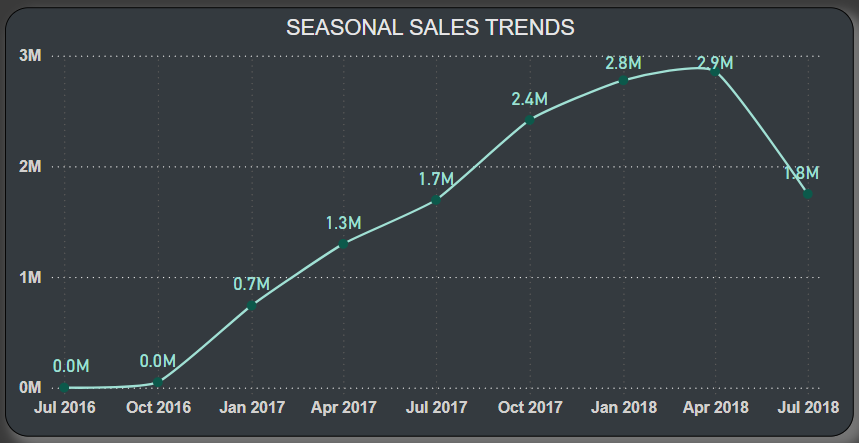 SEASONAL SALES TRENDS
3M
2M
1M
0M
0.0M
0.0M
0.7M
1.3M
1.7M
2.4M
2.8M
2.9M
1.8M
Jul 2016 Oct 2016 Jan 2017 Apr 2017 Jul 2017 Oct 2017 Jan 2018 Apr 2018 Jul 2018